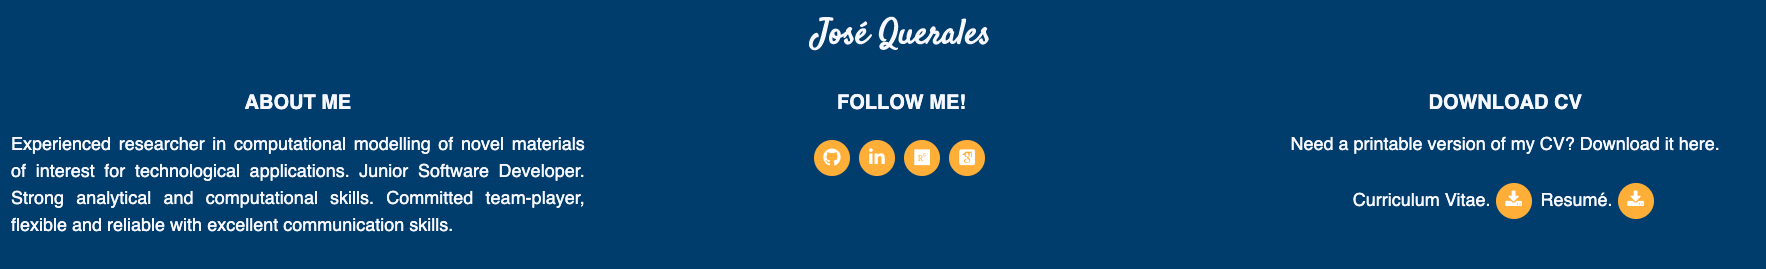 José Querales
ABOUT ME
Experienced researcher in computational modelling of novel materials
of interest for technological applications. Junior Software Developer.
Strong analytical and computational skills. Committed team-player,
flexible and reliable with excellent communication skills.
FOLLOW ME!
DOWNLOAD CV
Need a printable version of my CV? Download it here.
Curriculum Vitae. Resumé.